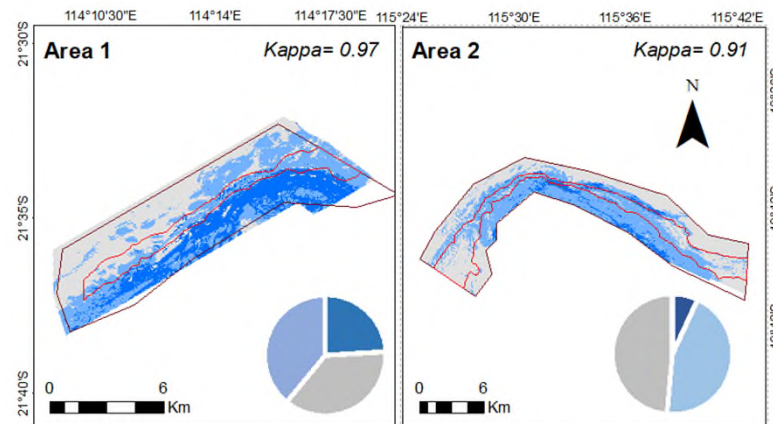 114°10'30"E 114°14'E 114°17'30"E 115°24'E 115°30'E 115°36'E 115°42'E
21°30'S
21°35'S
21°40'S
Area 1 Kappa= 0.97
0 6
Km
Area 2 Kappa= 0.91
N
0 6
Km